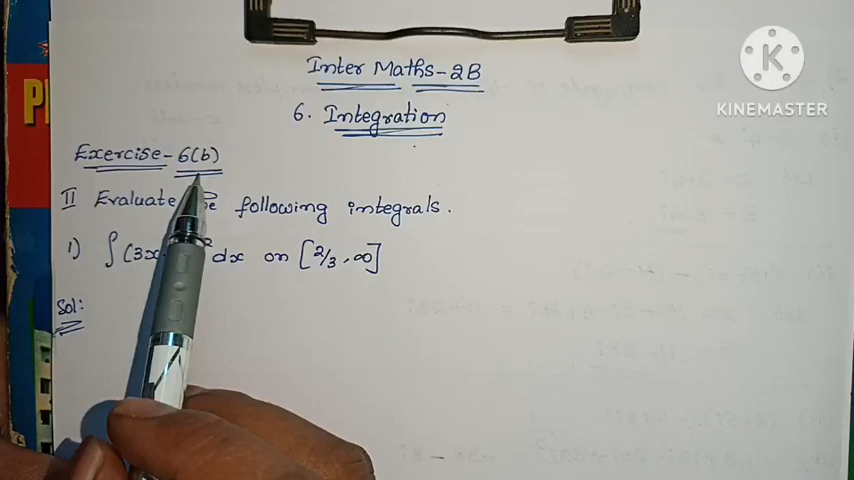 Inter Maths-2B
6. Integration
Exercise-6(b)
II Evaluate following integrals.
1) ∫(3x 2 dx on [2/3, ∞]
Sol:
K
KINEMASTER